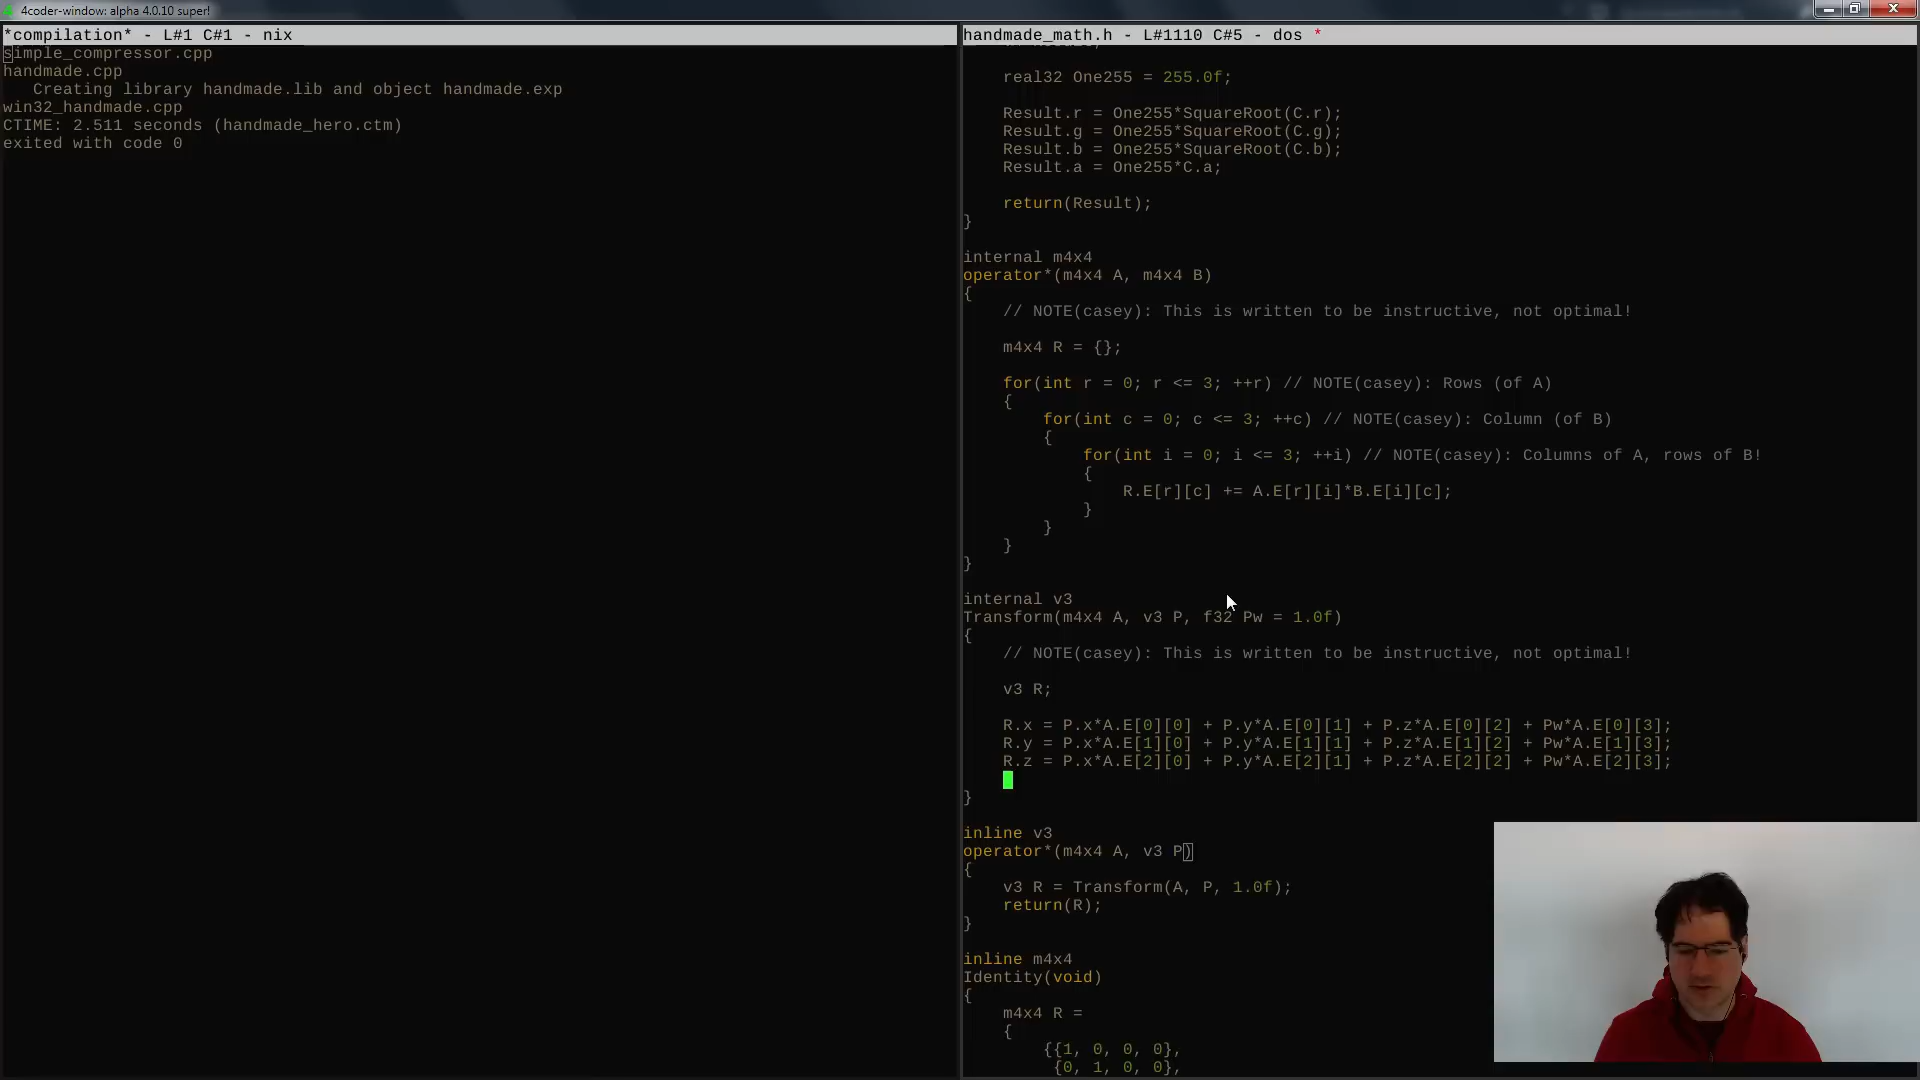 4coder-window: alpha 4.0.10 super!
*compilation* - L#1 C#1 - nix
simple_compressor.cpp
handmade.cpp
   Creating library handmade.lib and object handmade.exp
win32_handmade.cpp
CTIME: 2.511 seconds (handmade_hero.ctm)
exited with code 0
handmade_math.h - L#1110 C#5 - dos *
    real32 One255 = 255.0f;
    Result.r = One255*SquareRoot(C.r);
    Result.g = One255*SquareRoot(C.g);
    Result.b = One255*SquareRoot(C.b);
    Result.a = One255*C.a;
    return(Result);
}
internal m4x4
operator*(m4x4 A, m4x4 B)
{
    // NOTE(casey): This is written to be instructive, not optimal!
    m4x4 R = {};
    for(int r = 0; r <= 3; ++r) // NOTE(casey): Rows (of A)
    {
        for(int c = 0; c <= 3; ++c) // NOTE(casey): Column (of B)
        {
            for(int i = 0; i <= 3; ++i) // NOTE(casey): Columns of A, rows of B!
            {
                R.E[r][c] += A.E[r][i]*B.E[i][c];
            }
        }
    }
}
internal v3
Transform(m4x4 A, v3 P, f32 Pw = 1.0f)
{
    // NOTE(casey): This is written to be instructive, not optimal!
    v3 R;
    R.x = P.x*A.E[0][0] + P.y*A.E[0][1] + P.z*A.E[0][2] + Pw*A.E[0][3];
    R.y = P.x*A.E[1][0] + P.y*A.E[1][1] + P.z*A.E[1][2] + Pw*A.E[1][3];
    R.z = P.x*A.E[2][0] + P.y*A.E[2][1] + P.z*A.E[2][2] + Pw*A.E[2][3];
}
inline v3
operator*(m4x4 A, v3 P)
{
    v3 R = Transform(A, P, 1.0f);
    return(R);
}
inline m4x4
Identity(void)
{
    m4x4 R =
    {
        {{1, 0, 0, 0},
         {0, 1, 0, 0},